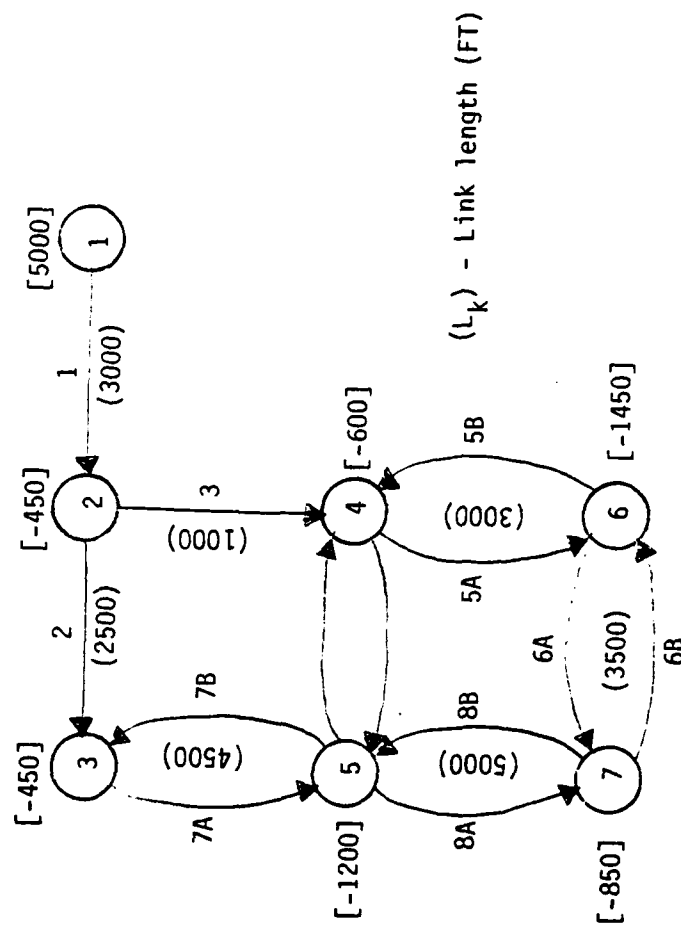 [5000]
[-450]
[-450]
1
(3000)
1
2
(2500)
2
3
3
(1000)
7B
(4500)
7A
[-600]
4
5
[-1200]
5B
(3000)
5A
8B
(5000)
8A
[-1450]
6
6A
(3500)
6B
7
[-850]
(Lk) - Link length (FT)